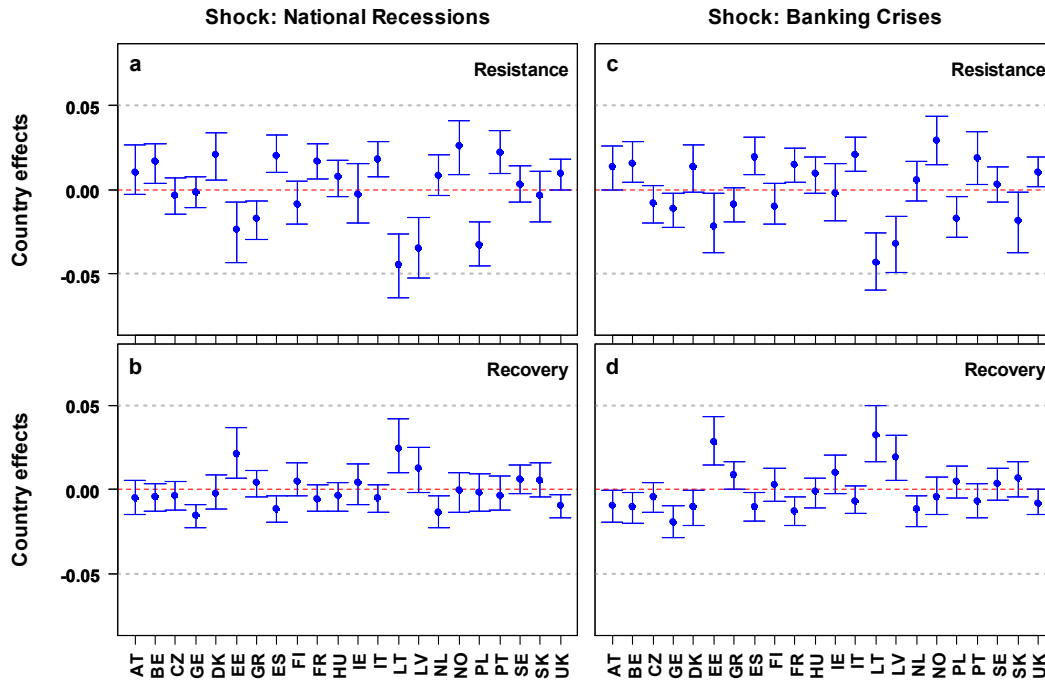 Shock: National Recessions
Shock: Banking Crises
a
Resistance
c
Resistance
Country effects
0.05
0.00
-0.05
b
Recovery
d
Recovery
Country effects
0.05
0.00
-0.05
AT BE CZ GE DK EE GR ES FI FR HU IE IT LT LV NL NO PL PT SE SK UK
AT BE CZ GE DK EE GR ES FI FR HU IE IT LT LV NL NO PL PT SE SK UK